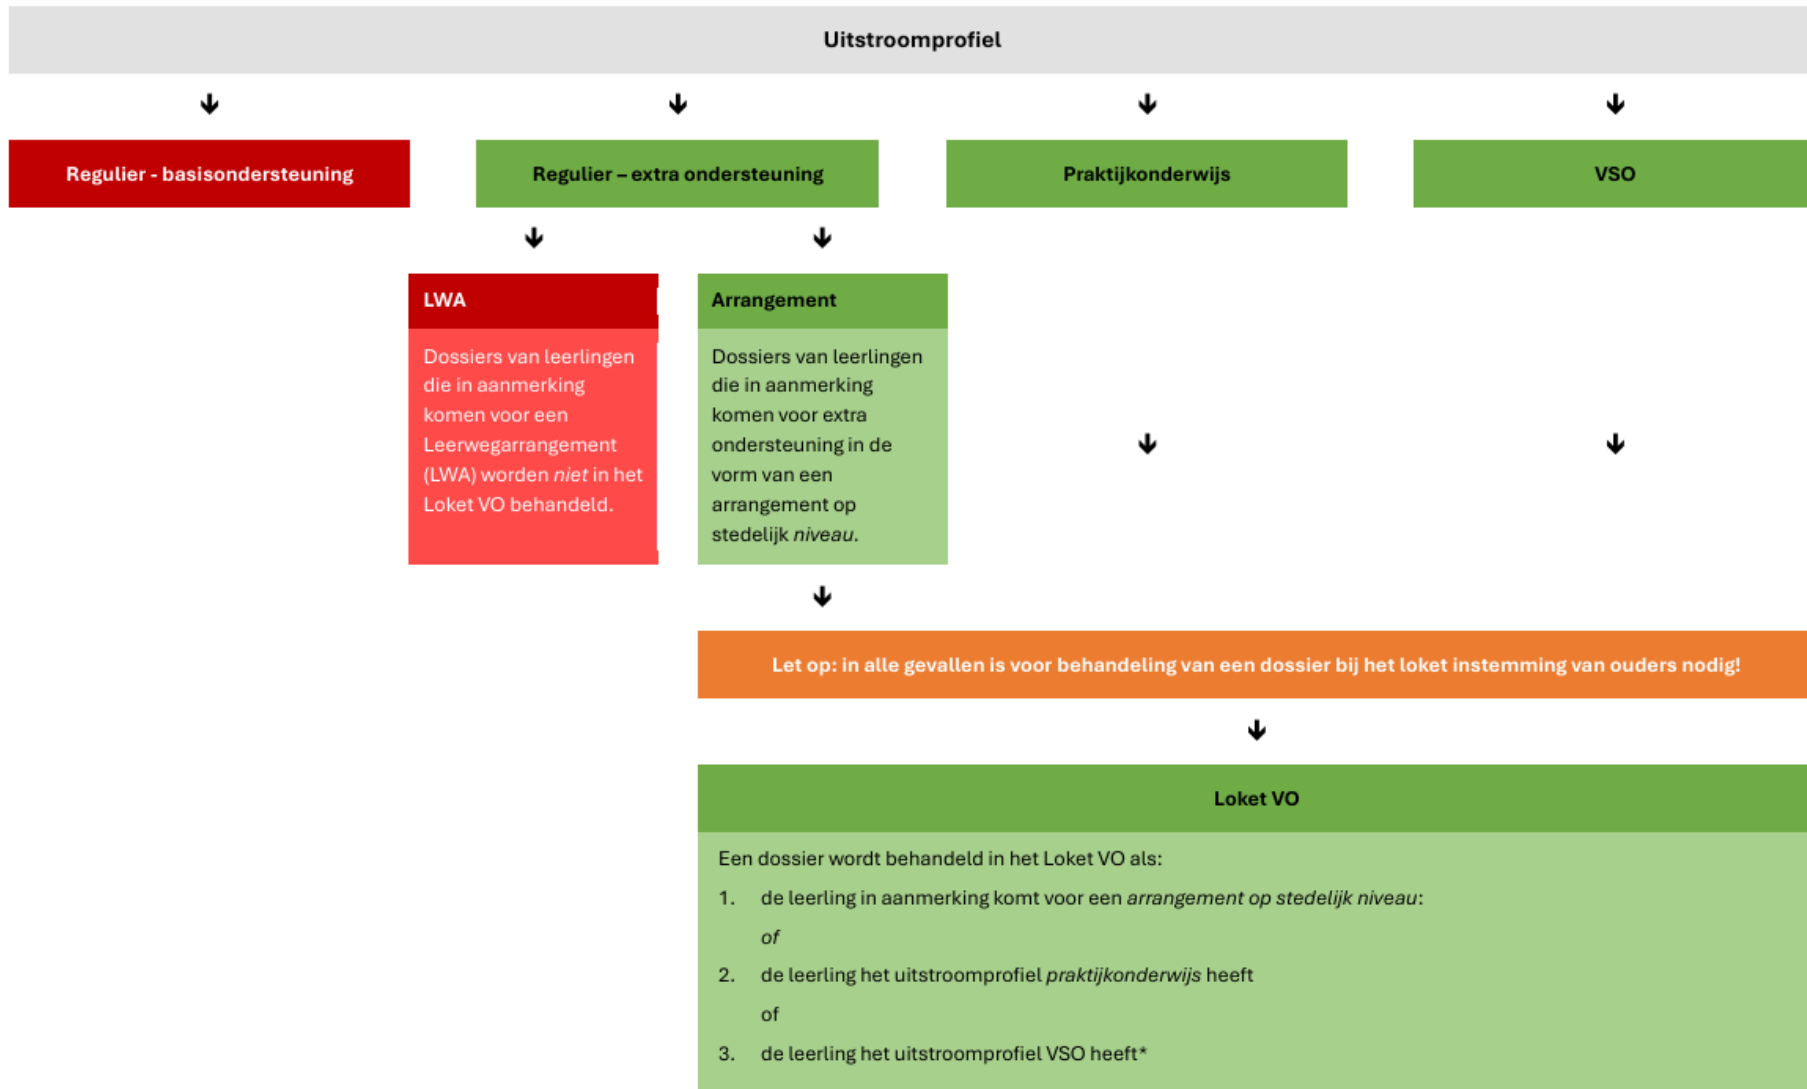 Uitstroomprofiel
Regulier - basisondersteuning
Regulier – extra ondersteuning
Praktijkonderwijs
VSO
LWA
Dossiers van leerlingen
die in aanmerking
komen voor een
Leerwegarrangement
(LWA) worden niet in het
Loket VO behandeld.
Arrangement
Dossiers van leerlingen
die in aanmerking
komen voor extra
ondersteuning in de
vorm van een
arrangement op
stedelijk niveau.
Let op: in alle gevallen is voor behandeling van een dossier bij het loket instemming van ouders nodig!
Loket VO
Een dossier wordt behandeld in het Loket VO als:
1. de leerling in aanmerking komt voor een arrangement op stedelijk niveau:
of
2. de leerling het uitstroomprofiel praktijkonderwijs heeft
of
3. de leerling het uitstroomprofiel VSO heeft*